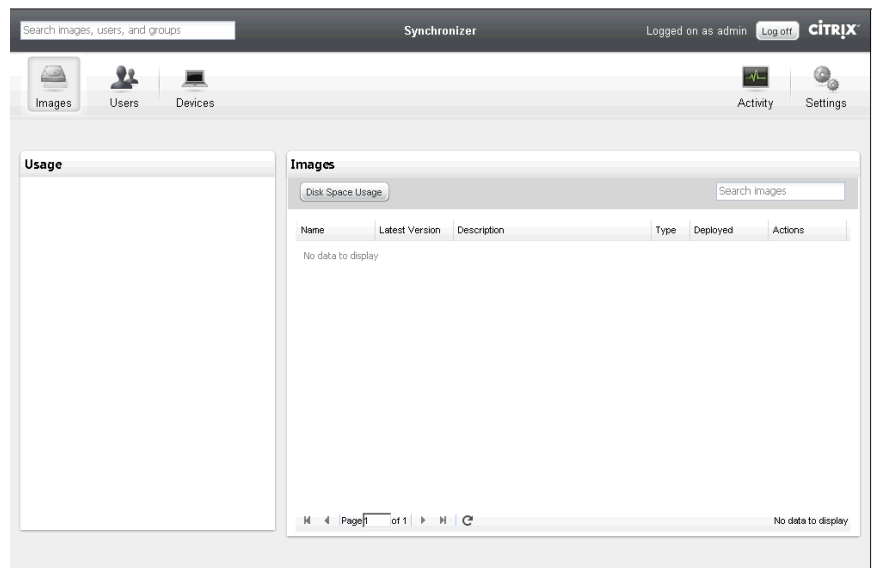 Search images, users, and groups
Synchronizer
Logged on as admin
Log off
CITRIX
Images
Users
Devices
Activity
Settings
Usage
Images
Disk Space Usage
Search images
Name Latest Version Description Type Deployed Actions
No data to display
Page 1 of 1
No data to display